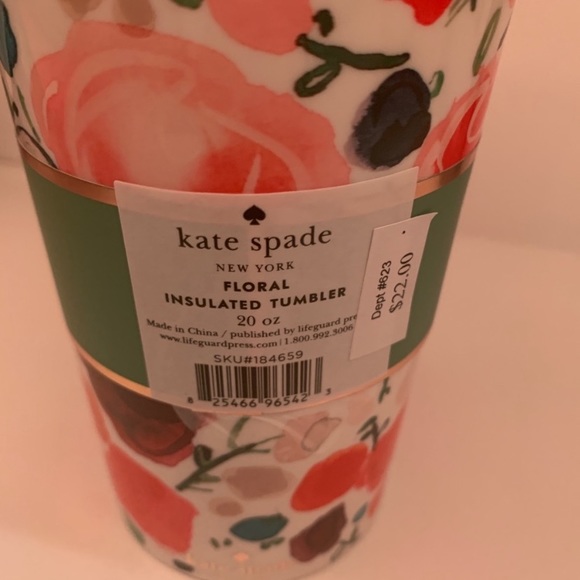 kate spade
NEW YORK
FLORAL
INSULATED TUMBLER
20 oz
Made in China / published by lifeguard pre
www.lifeguardpress.com | 1.800.992.3006
SKU#184659
8 25466 96542 3
Dept #623
$22.00